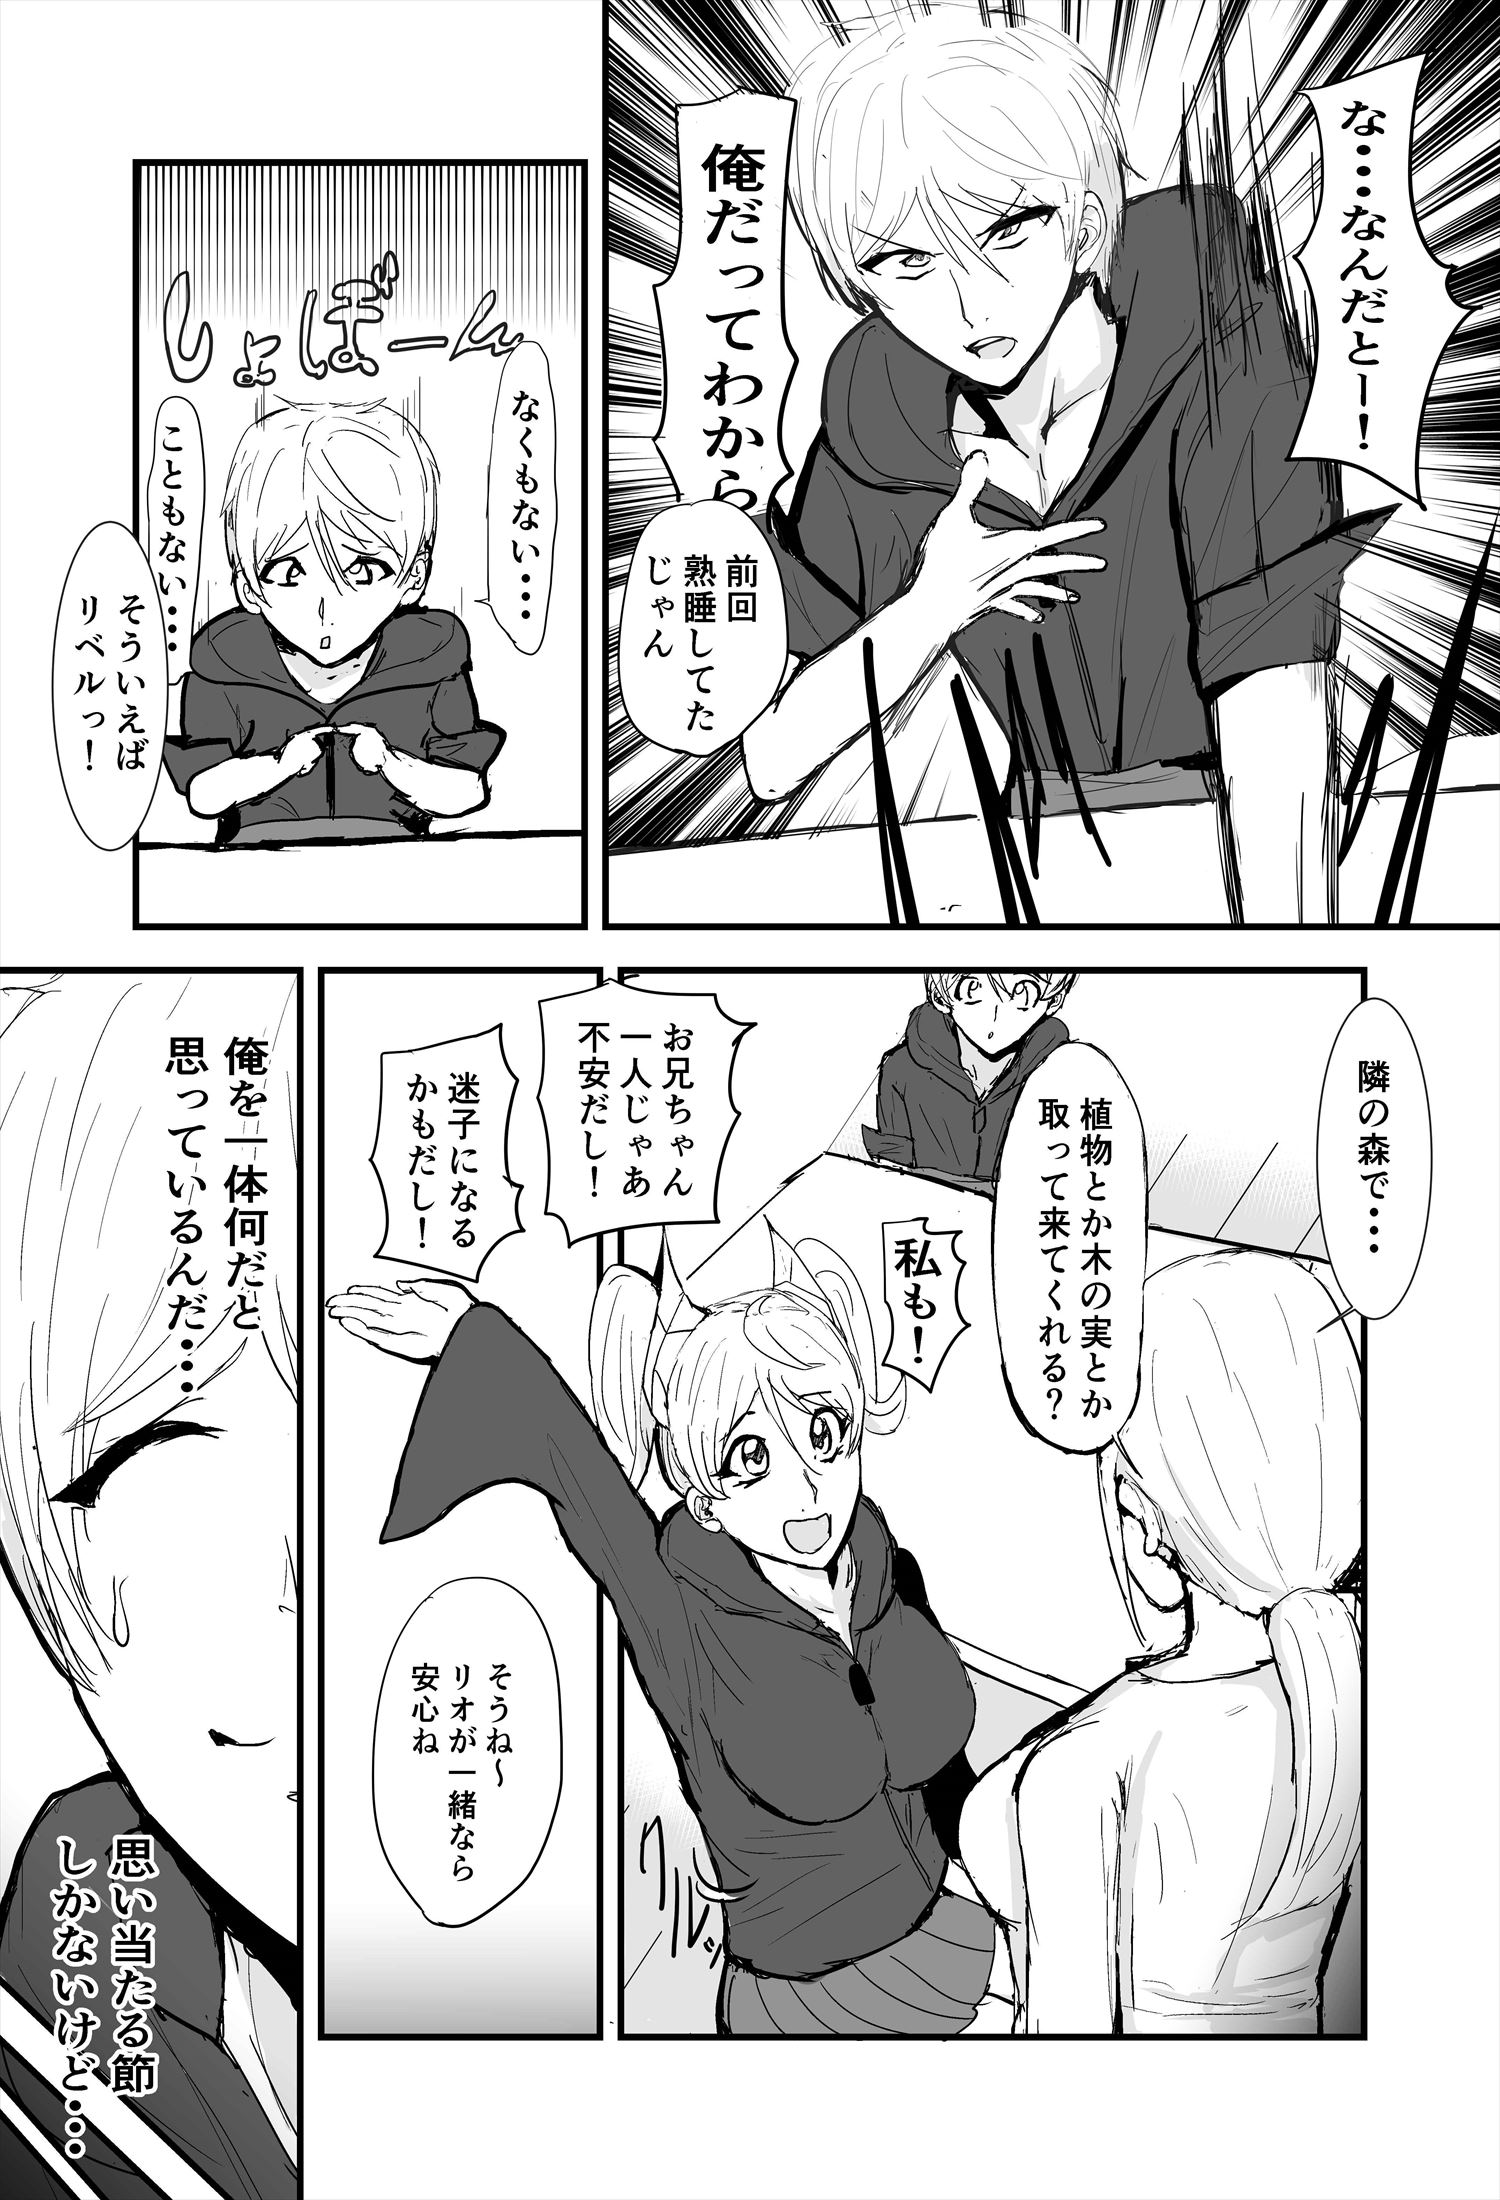 な…なんだとー！
俺だってわから
前回
熟睡してた
じゃん
なくもない…
こともない…
しょぼーん
そういえば
リベルっ！
隣の森で…
植物とか木の実とか
取って来てくれる？
私も！
お兄ちゃん
一人じゃあ
不安だし！
迷子になる
かもだし！
そうね～
リオが一緒なら
安心ね
クルッ
俺を一体何だと
思っているんだ…
思い当たる節
しかないけど…